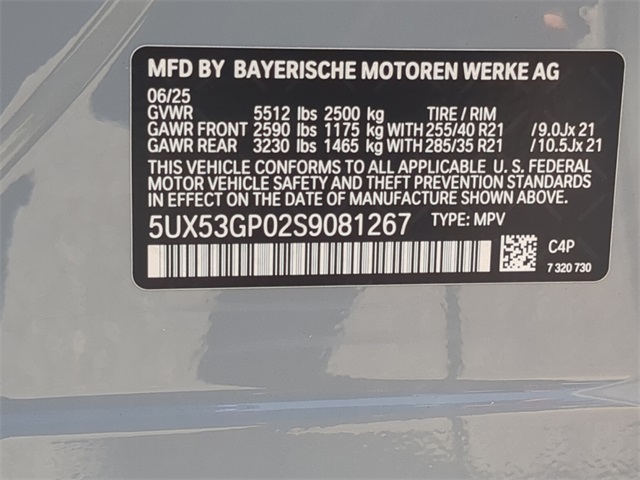 MFD BY BAYERISCHE MOTOREN WERKE AG
06/25
GVWR 5512 lbs 2500 kg TIRE / RIM
GAWR FRONT 2590 lbs 1175 kg WITH 255/40 R21 / 9.0Jx 21
GAWR REAR 3230 lbs 1465 kg WITH 285/35 R21 / 10.5Jx 21
THIS VEHICLE CONFORMS TO ALL APPLICABLE U. S. FEDERAL
MOTOR VEHICLE SAFETY AND THEFT PREVENTION STANDARDS
IN EFFECT ON THE DATE OF MANUFACTURE SHOWN ABOVE.
5UX53GP02S9081267 TYPE: MPV
C4P
7 320 730